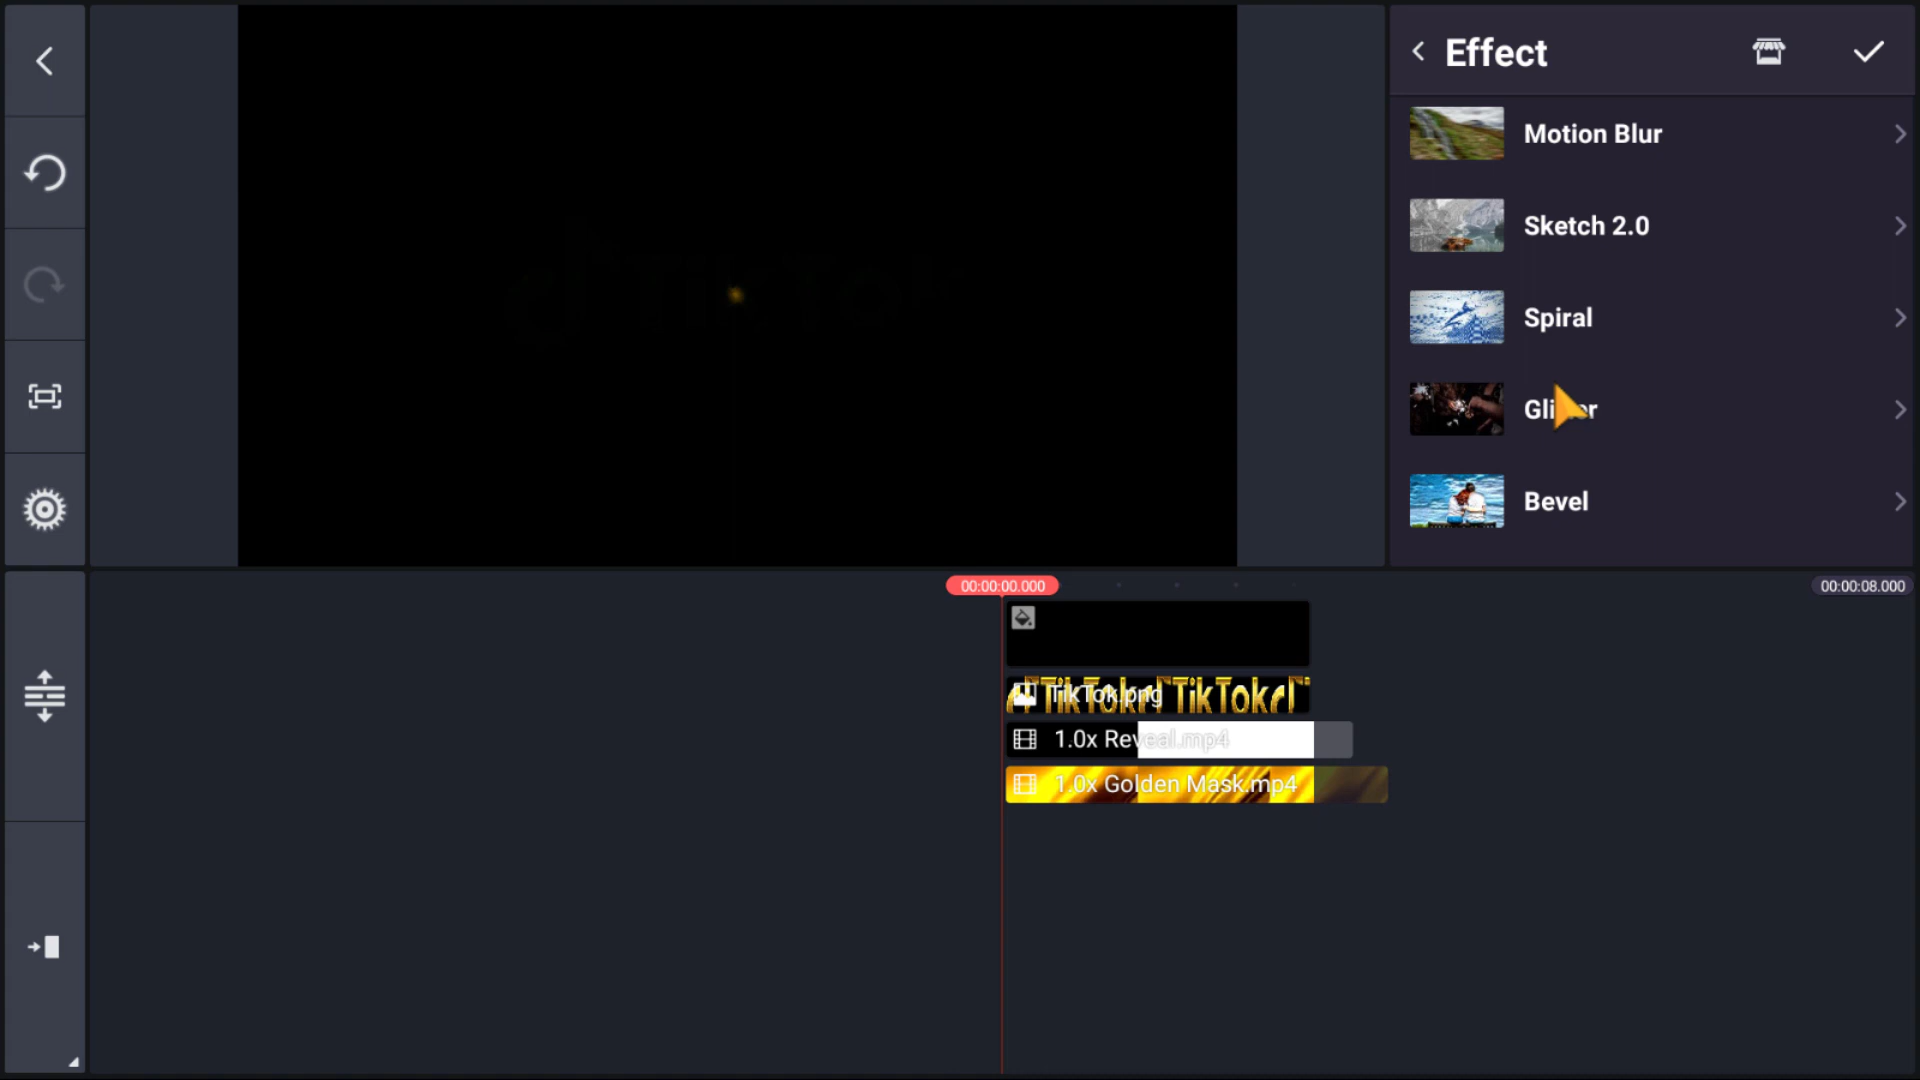 Effect
Motion Blur
Sketch 2.0
Spiral
Bevel
TikTok
00:00:00.000
00:00:08.000
TikTok.png
TikTok TikTok
1.0x Reveal.mp4
1.0x Golden Mask.mp4